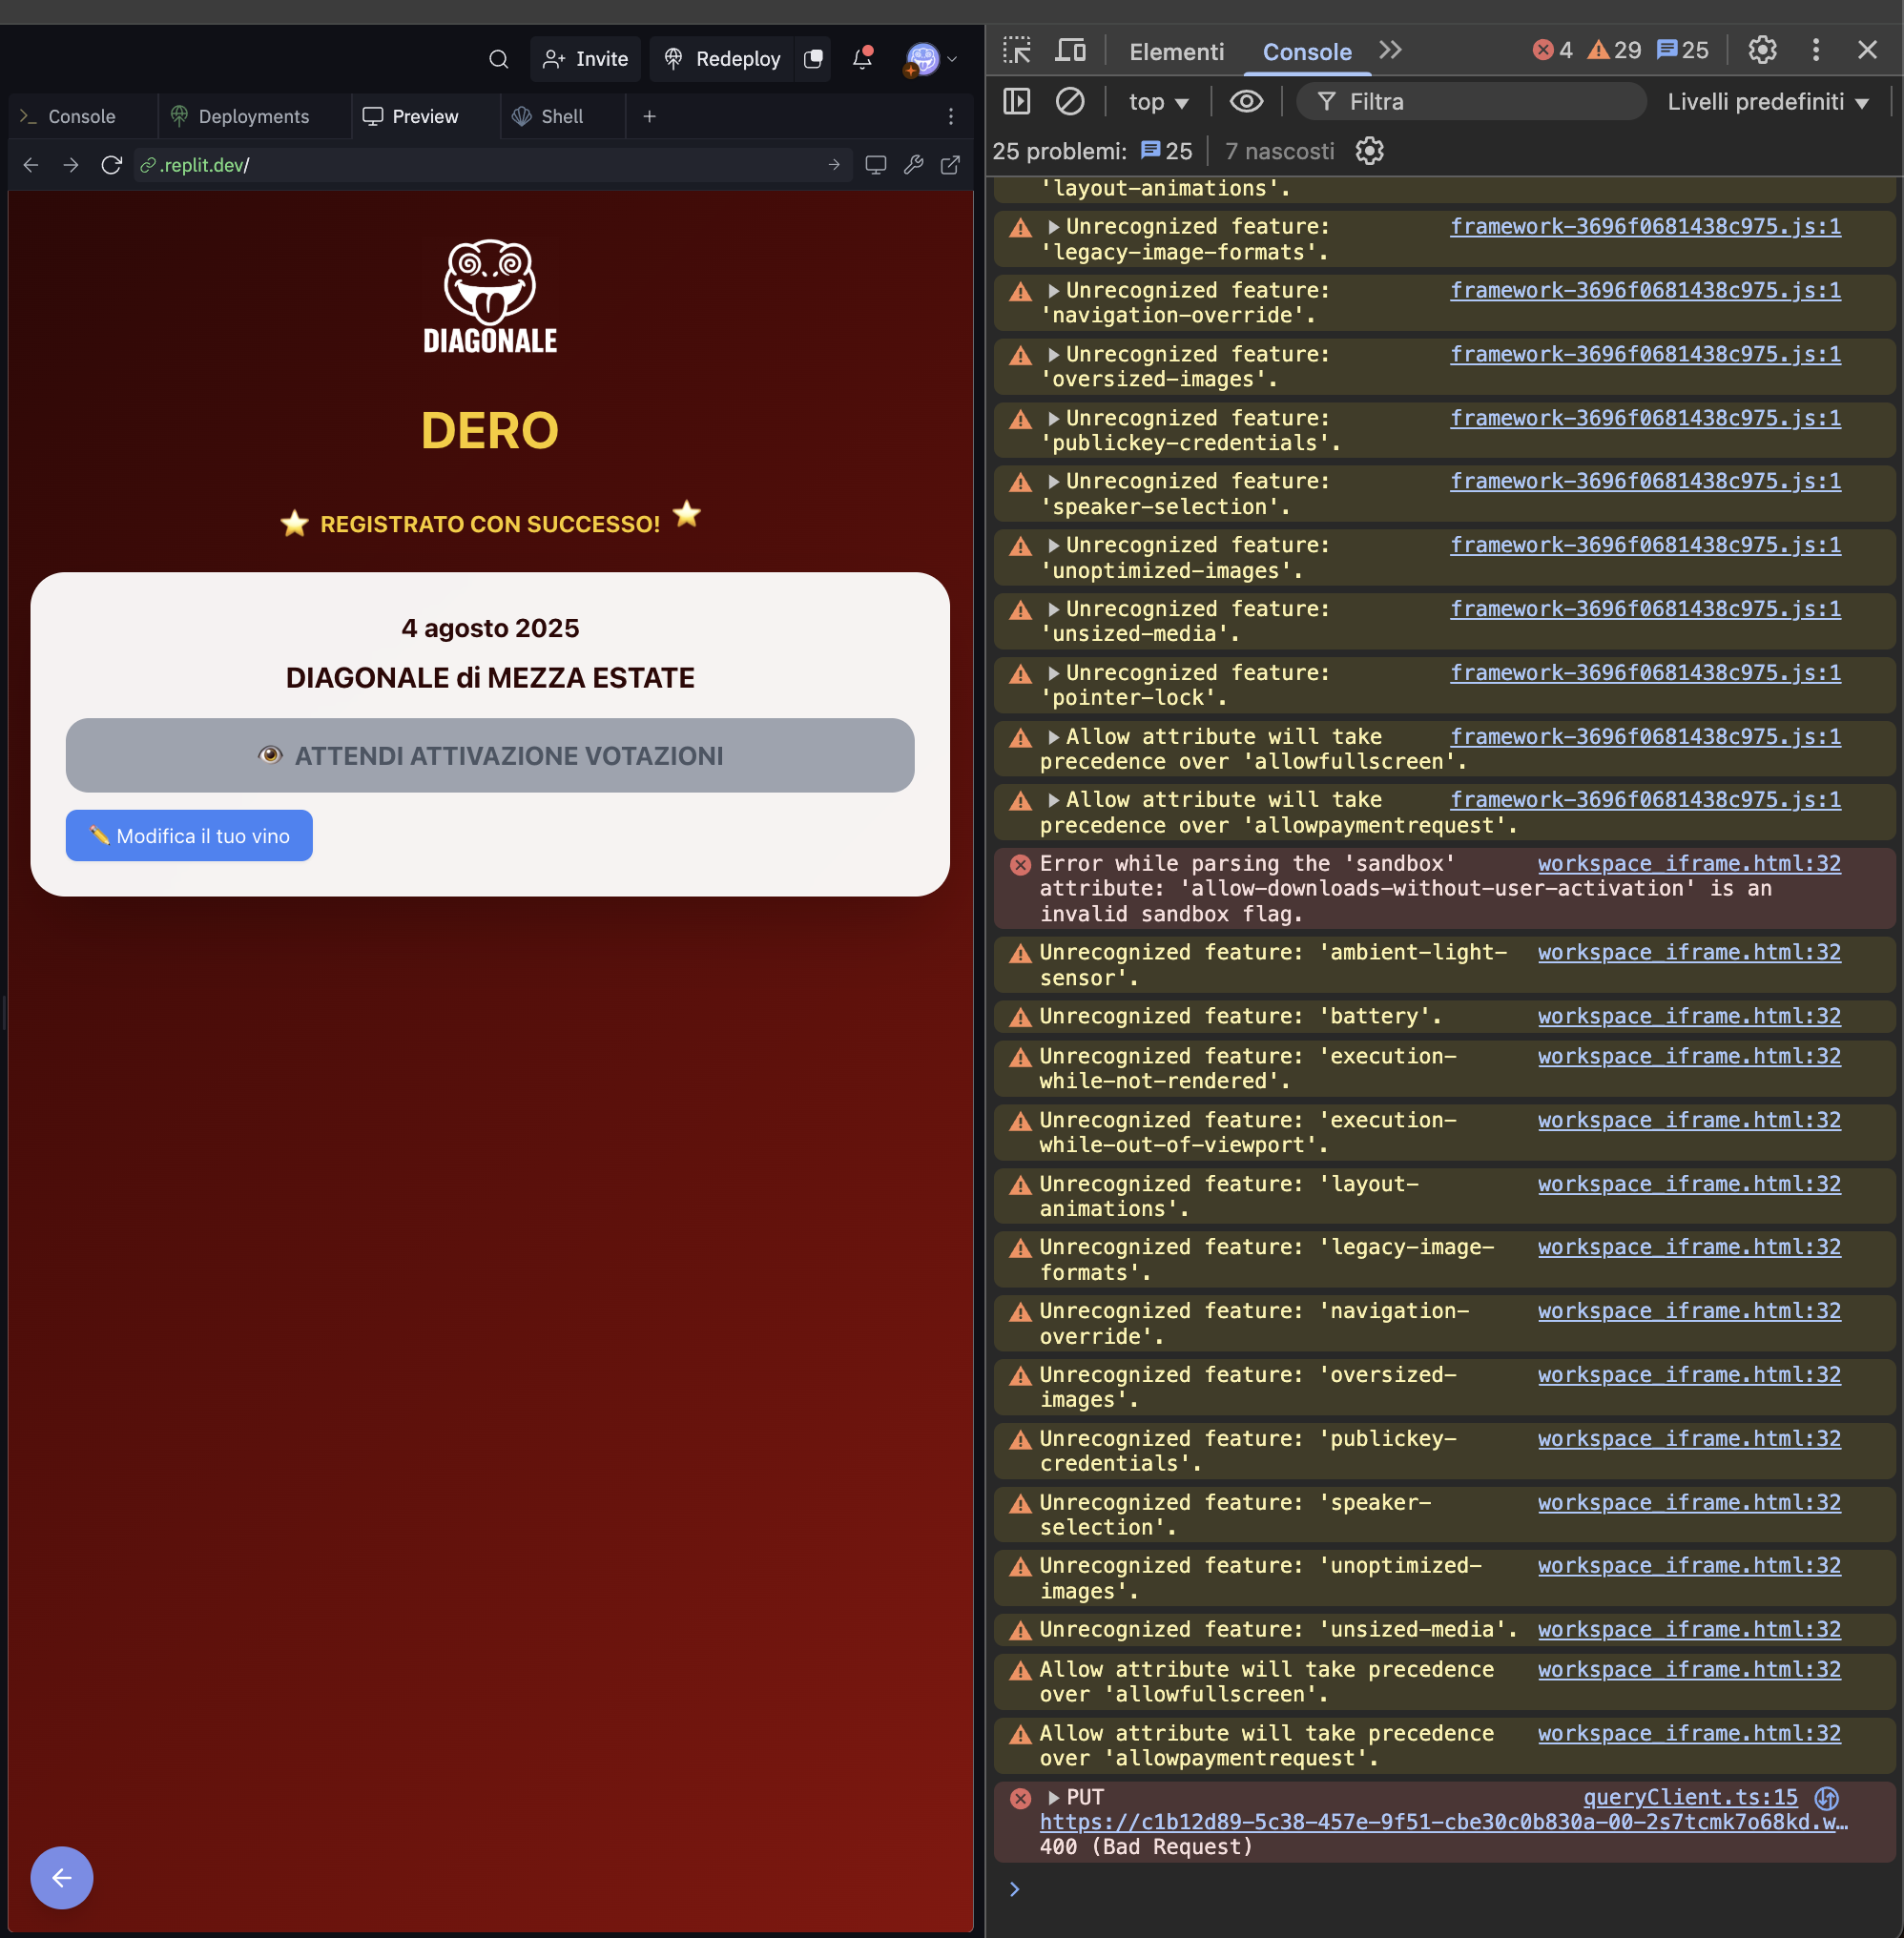 Invite
Redeploy
Console
Deployments
Preview
Shell
.replit.dev/
DIAGONALE
DERO
⭐ REGISTRATO CON SUCCESSO! ⭐
4 agosto 2025
DIAGONALE di MEZZA ESTATE
👁️ ATTENDI ATTIVAZIONE VOTAZIONI
✏️ Modifica il tuo vino
Elementi
Console
4
29
25
top
Filtra
Livelli predefiniti
25 problemi: 25
7 nascosti
'layout-animations'.
Unrecognized feature: framework-3696f0681438c975.js:1
'legacy-image-formats'.
Unrecognized feature: framework-3696f0681438c975.js:1
'navigation-override'.
Unrecognized feature: framework-3696f0681438c975.js:1
'oversized-images'.
Unrecognized feature: framework-3696f0681438c975.js:1
'publickey-credentials'.
Unrecognized feature: framework-3696f0681438c975.js:1
'speaker-selection'.
Unrecognized feature: framework-3696f0681438c975.js:1
'unoptimized-images'.
Unrecognized feature: framework-3696f0681438c975.js:1
'unsized-media'.
Unrecognized feature: framework-3696f0681438c975.js:1
'pointer-lock'.
Allow attribute will take framework-3696f0681438c975.js:1
precedence over 'allowfullscreen'.
Allow attribute will take framework-3696f0681438c975.js:1
precedence over 'allowpaymentrequest'.
Error while parsing the 'sandbox' workspace_iframe.html:32
attribute: 'allow-downloads-without-user-activation' is an
invalid sandbox flag.
Unrecognized feature: 'ambient-light- workspace_iframe.html:32
sensor'.
Unrecognized feature: 'battery'. workspace_iframe.html:32
Unrecognized feature: 'execution- workspace_iframe.html:32
while-not-rendered'.
Unrecognized feature: 'execution- workspace_iframe.html:32
while-out-of-viewport'.
Unrecognized feature: 'layout- workspace_iframe.html:32
animations'.
Unrecognized feature: 'legacy-image- workspace_iframe.html:32
formats'.
Unrecognized feature: 'navigation- workspace_iframe.html:32
override'.
Unrecognized feature: 'oversized- workspace_iframe.html:32
images'.
Unrecognized feature: 'publickey- workspace_iframe.html:32
credentials'.
Unrecognized feature: 'speaker- workspace_iframe.html:32
selection'.
Unrecognized feature: 'unoptimized- workspace_iframe.html:32
images'.
Unrecognized feature: 'unsized-media'. workspace_iframe.html:32
Allow attribute will take precedence workspace_iframe.html:32
over 'allowfullscreen'.
Allow attribute will take precedence workspace_iframe.html:32
over 'allowpaymentrequest'.
PUT queryClient.ts:15
https://c1b12d89-5c38-457e-9f51-cbe30c0b830a-00-2s7tcmk7o68kd.w…
400 (Bad Request)